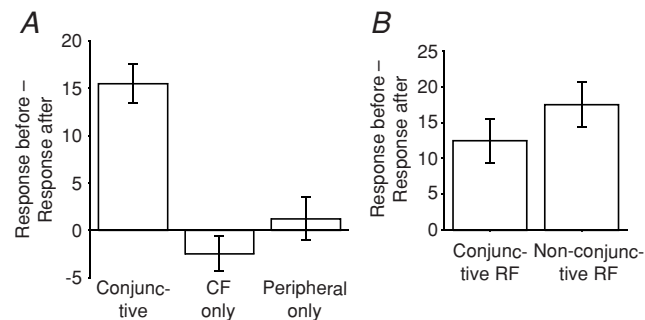 A
Response before –
Response after
20
15
10
5
0
-5
Conjunc-
tive
CF
only
Peripheral
only
B
Response before –
Response after
25
20
15
10
5
0
Conjunc-
tive RF
Non-conjunc-
tive RF